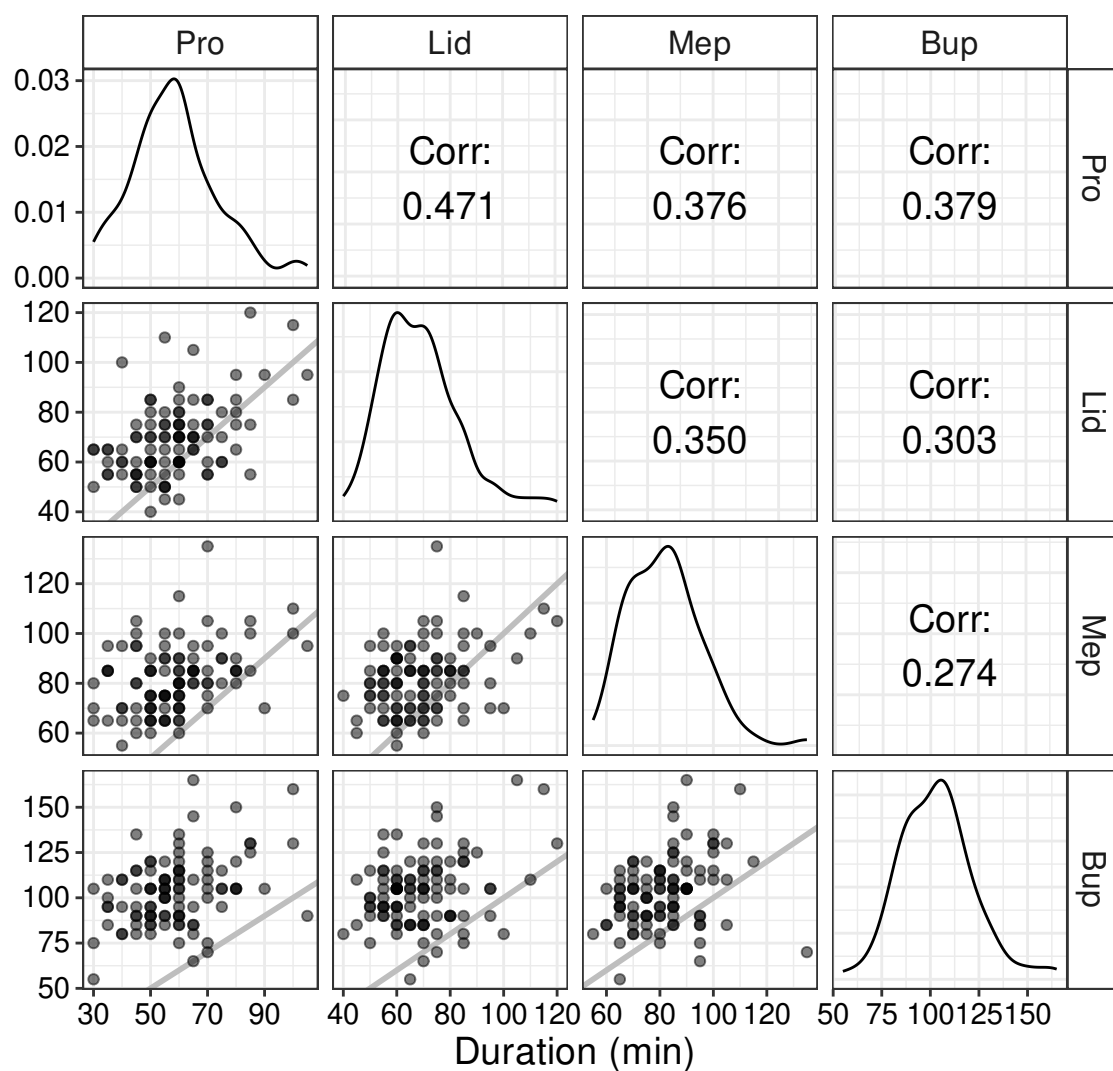 Pro Lid Mep Bup
0.03
0.02
0.01
0.00
Corr:
0.471
Corr:
0.376
Corr:
0.379
Pro
120
100
80
60
40
Corr:
0.350
Corr:
0.303
Lid
120
100
80
60
Corr:
0.274
Mep
150
125
100
75
50
Bup
30 50 70 90 40 60 80 100 120 60 80 100 120 50 75 100 125 150
Duration (min)